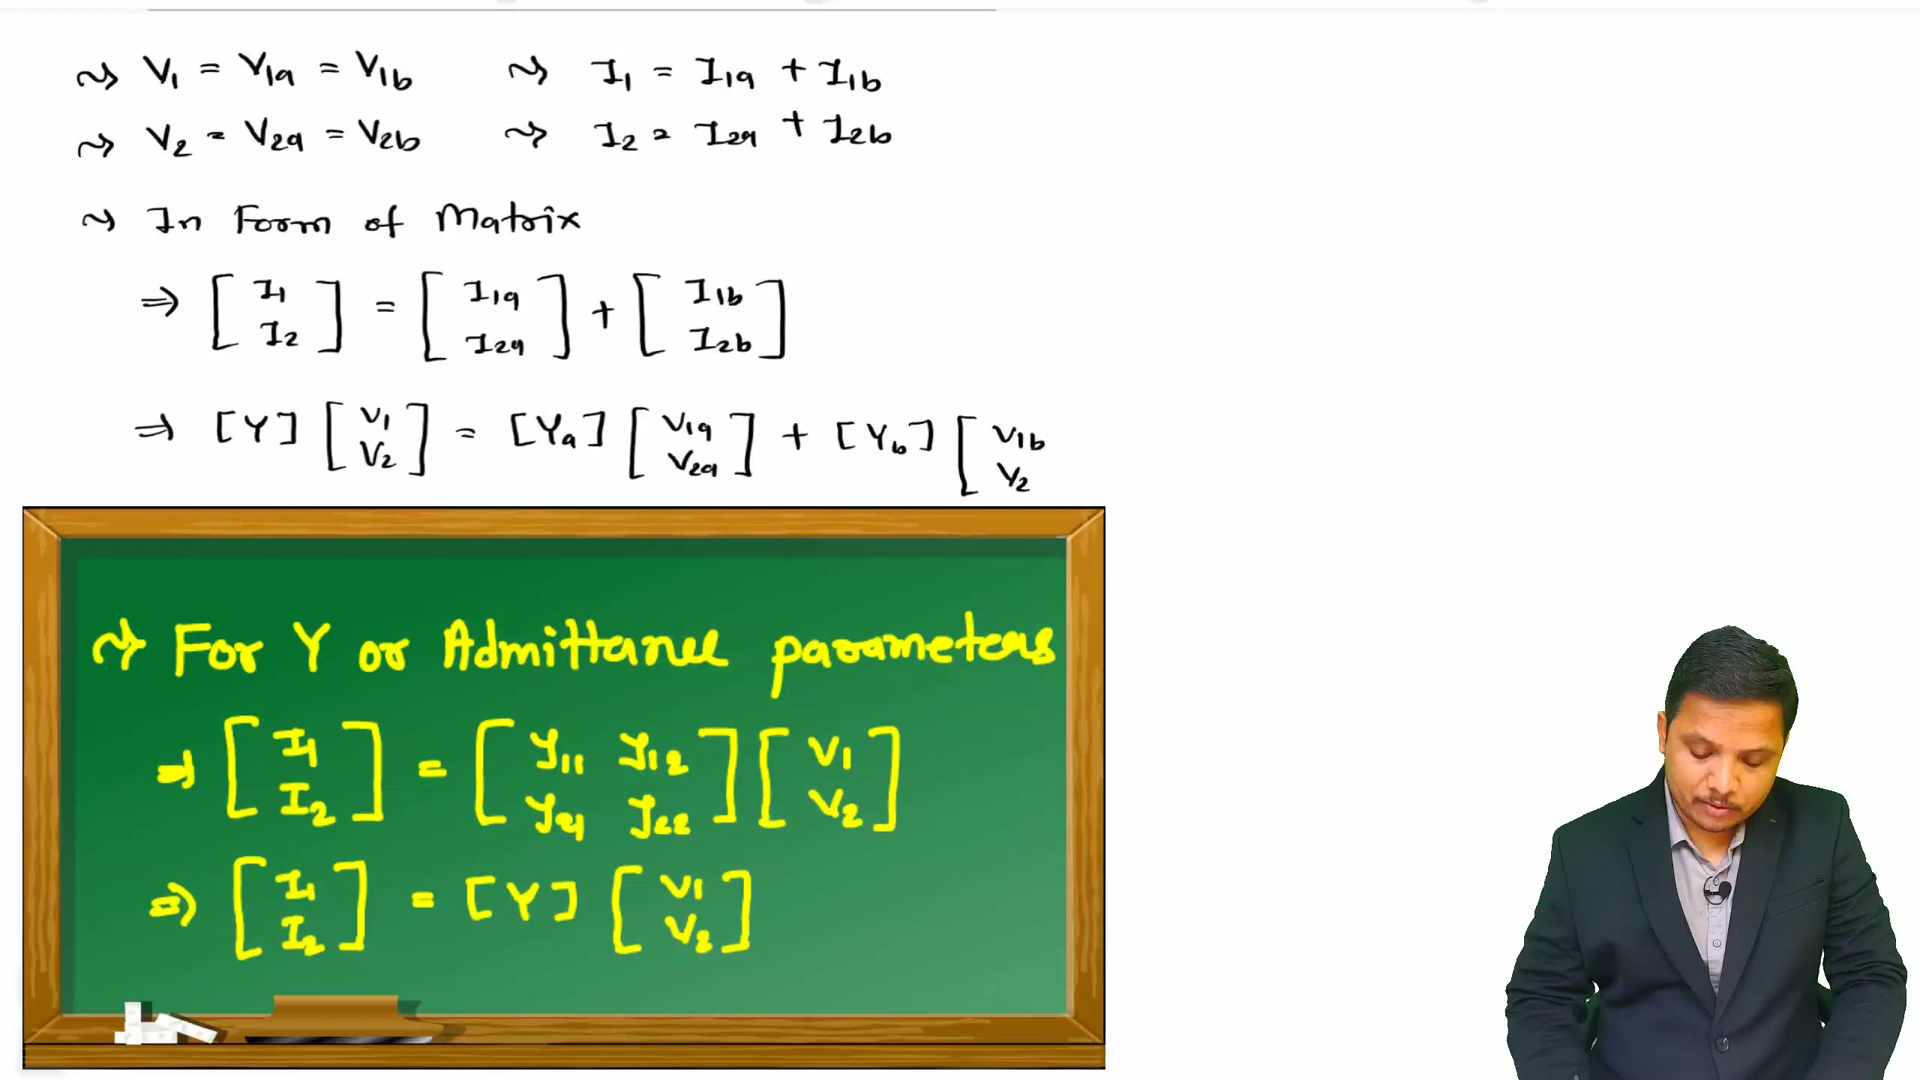 ~> V1 = V1a = V1b ~> I1 = I1a + I1b
~> V2 = V2a = V2b ~> I2 = I2a + I2b
~> In Form of Matrix
⇒ [ I1 I2 ] = [ I1a I2a ] + [ I1b I2b ]
⇒ [Y] [ V1 V2 ] = [Ya] [ V1a V2a ] + [Yb] [ V1b V2
~> For Y or Admittance parameters
⇒ [ I1 I2 ] = [ Y11 Y12 Y21 Y22 ] [ V1 V2 ]
⇒ [ I1 I2 ] = [Y] [ V1 V2 ]